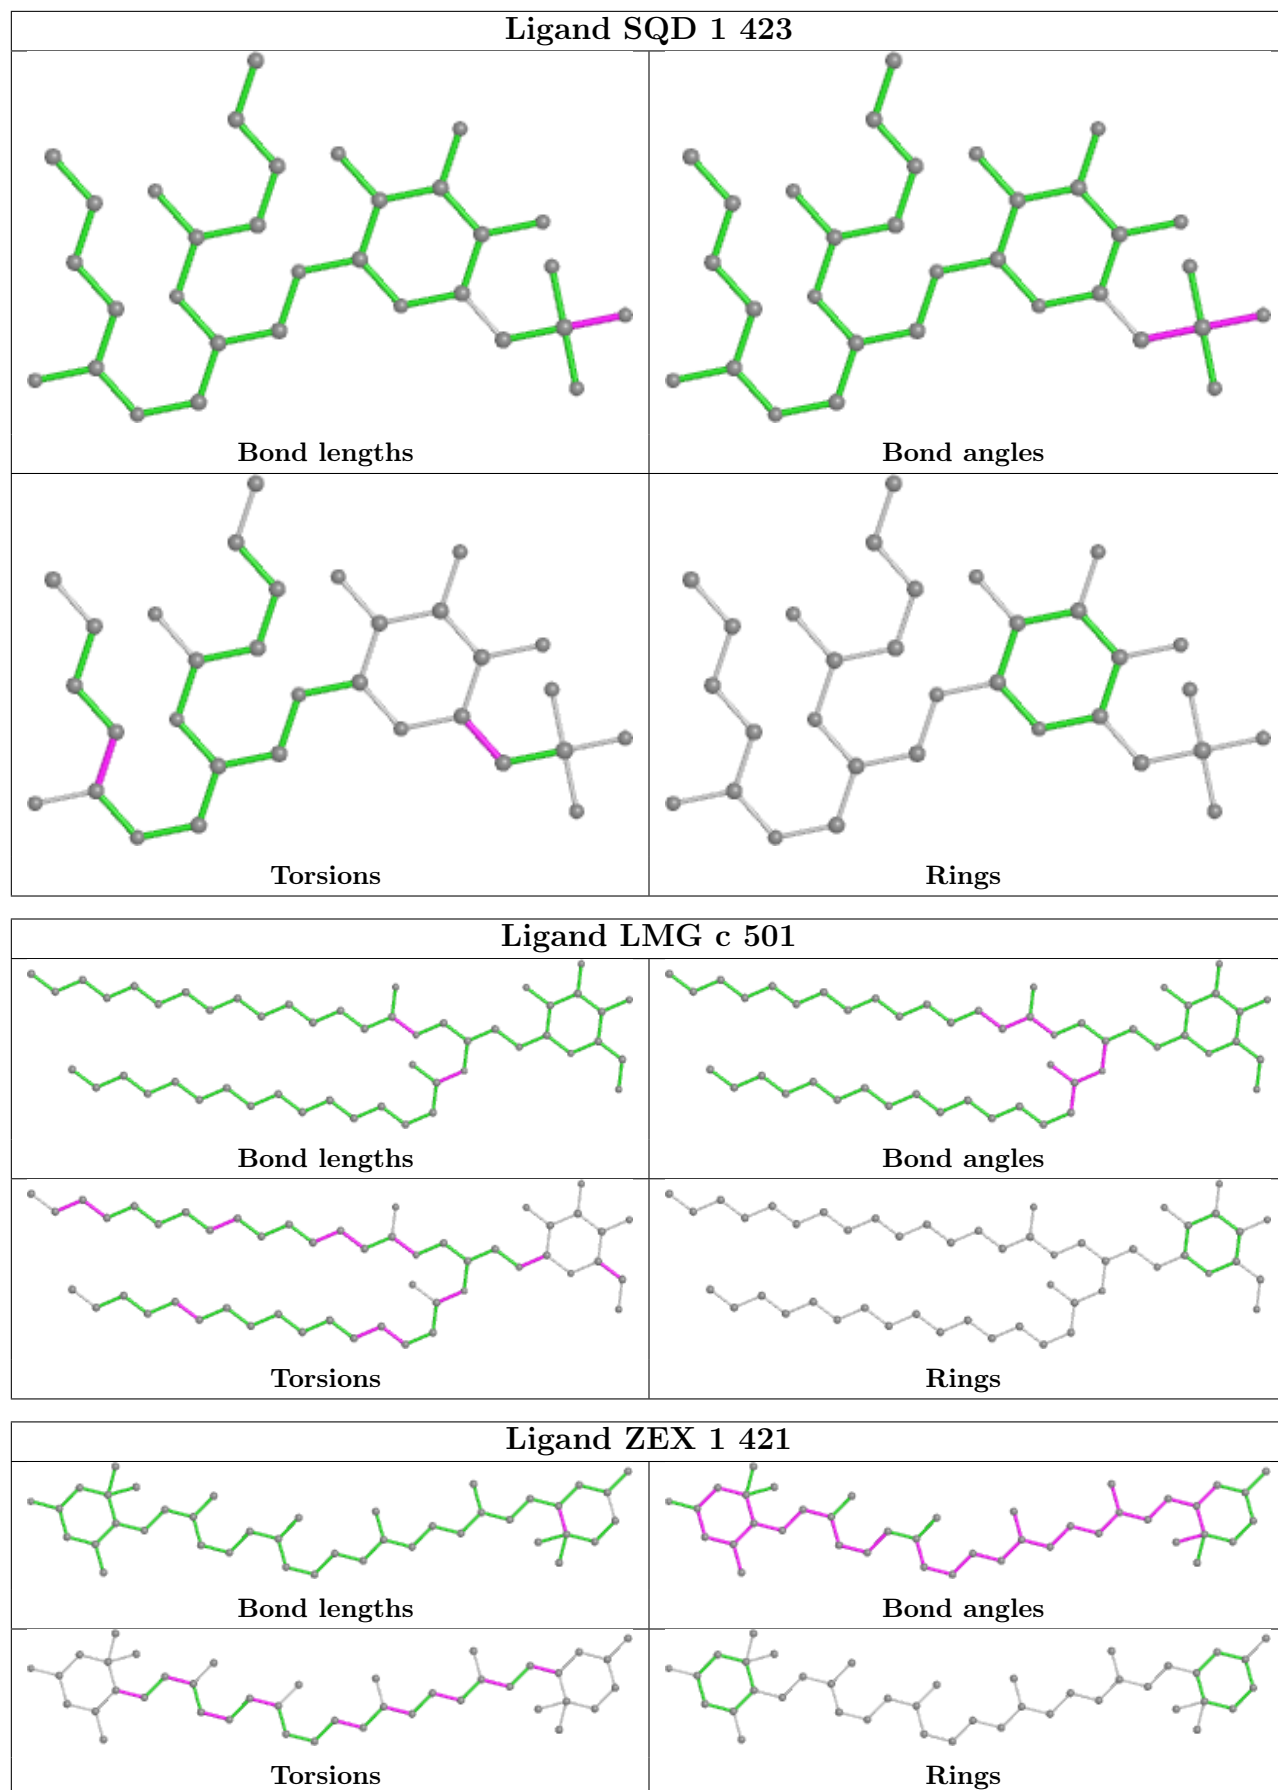 Ligand SQD 1 423
Bond lengths
Bond angles
Torsions
Rings
Ligand LMG c 501
Bond lengths
Bond angles
Torsions
Rings
Ligand ZEX 1 421
Bond lengths
Bond angles
Torsions
Rings